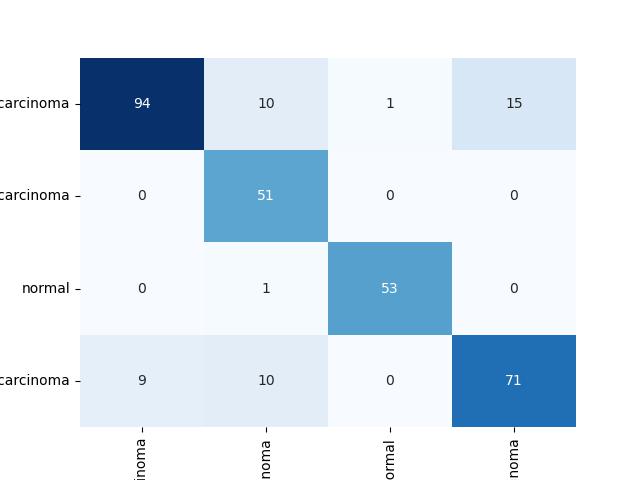 carcinoma
94 10 1 15
carcinoma
0 51 0 0
normal
0 1 53 0
carcinoma
9 10 0 71
inoma
noma
ormal
noma